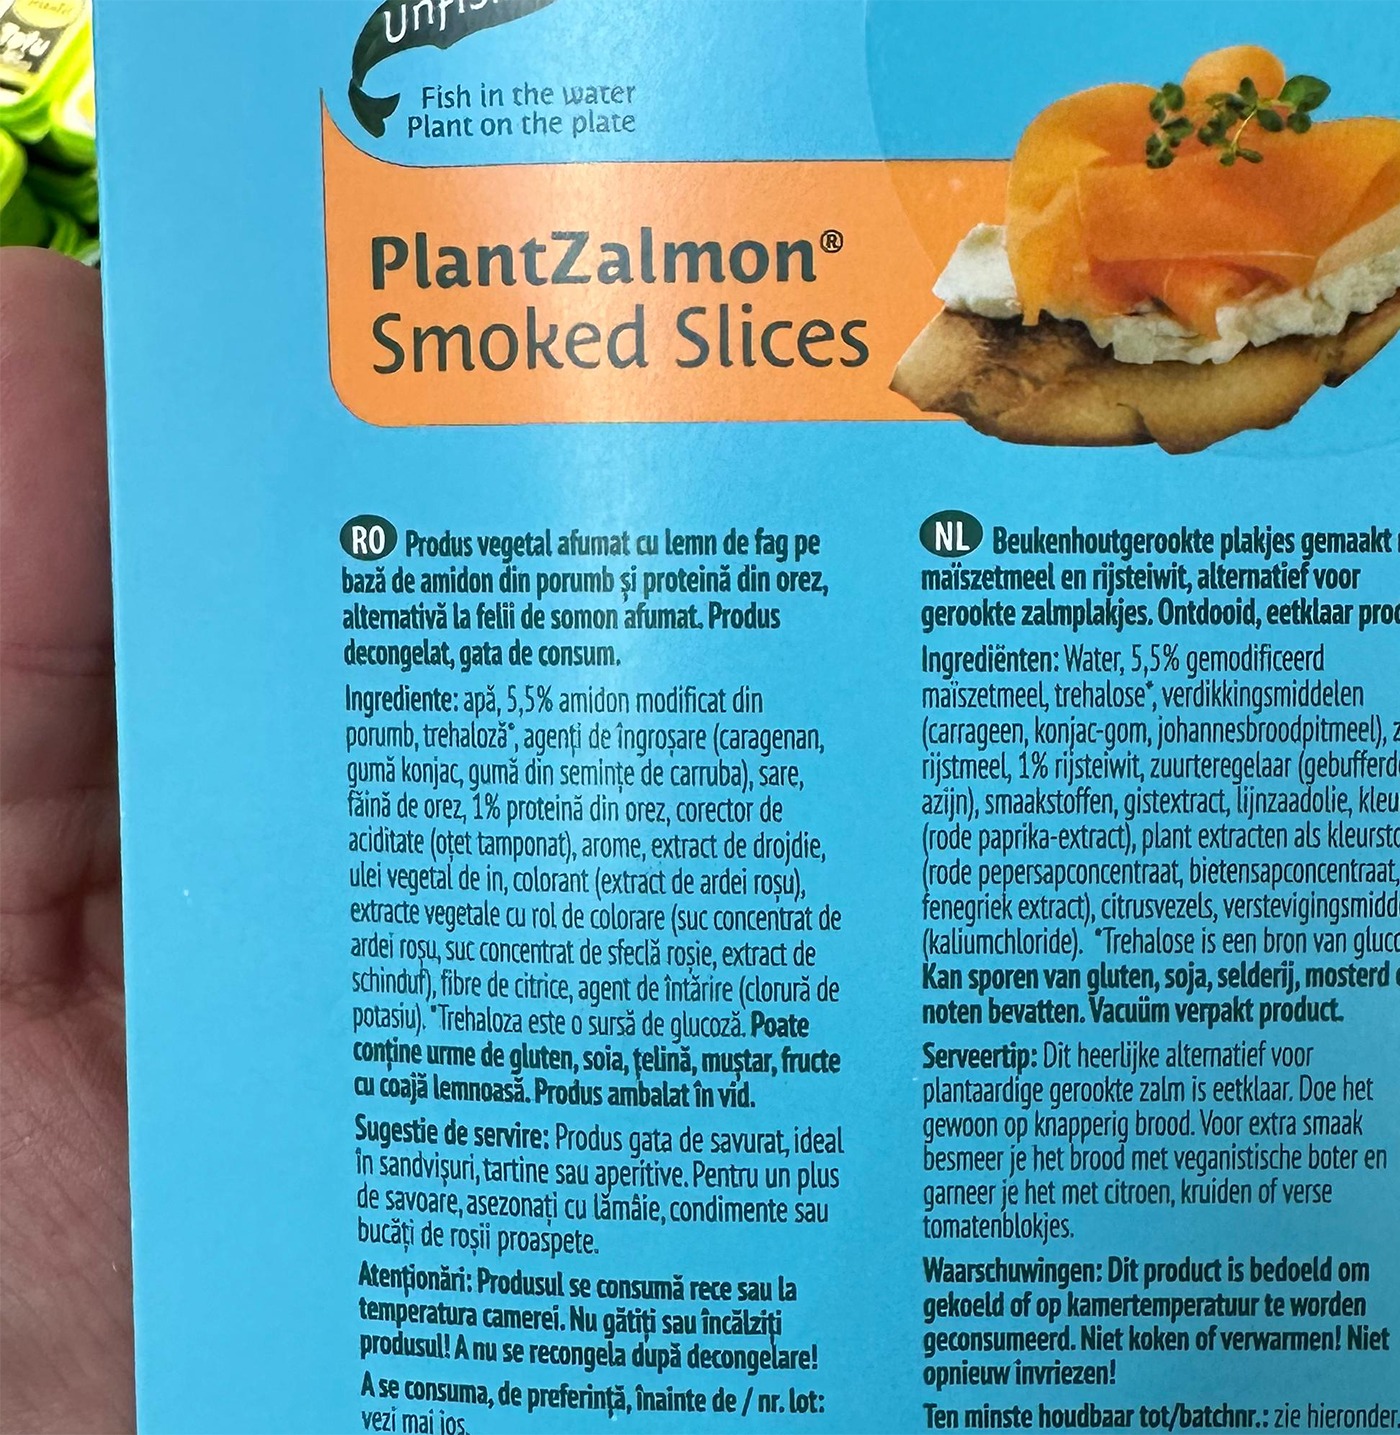 Fish in the water
Plant on the plate
PlantZalmon®
Smoked Slices
RO Produs vegetal afumat cu lemn de fag pe
bază de amidon din porumb și proteină din orez,
alternativă la felii de somon afumat. Produs
decongelat, gata de consum.
Ingrediente: apă, 5,5% amidon modificat din
porumb, trehaloză*, agenți de îngroșare (caragenan,
gumă konjac, gumă din semințe de carruba), sare,
făină de orez, 1% proteină din orez, corector de
aciditate (oțet tamponat), arome, extract de drojdie,
ulei vegetal de in, colorant (extract de ardei roșu),
extracte vegetale cu rol de colorare (suc concentrat de
ardei roșu, suc concentrat de sfeclă roșie, extract de
schinduf), fibre de citrice, agent de întărire (clorură de
potasiu). *Trehaloza este o sursă de glucoză. Poate
conține urme de gluten, soia, țelină, muștar, fructe
cu coajă lemnoasă. Produs ambalat în vid.
Sugestie de servire: Produs gata de savurat, ideal
în sandvișuri, tartine sau aperitive. Pentru un plus
de savoare, asezonați cu lămâie, condimente sau
bucăți de roșii proaspete.
Atenționări: Produsul se consumă rece sau la
temperatura camerei. Nu gătiți sau încălziți
produsul! A nu se recongela după decongelare!
A se consuma, de preferință, înainte de / nr. lot:
vezi mai jos.
NL Beukenhoutgerookte plakjes gemaakt
maïszetmeel en rijsteiwit, alternatief voor
gerookte zalmplakjes. Ontdooid, eetklaar
Ingrediënten: Water, 5,5% gemodificeerd
maïszetmeel, trehalose*, verdikkingsmiddelen
(carrageen, konjac-gom, johannesbroodpitmeel),
rijstmeel, 1% rijsteiwit, zuurteregelaar
azijn), smaakstoffen, gistextract, lijnzaadolie,
(rode paprika-extract), plant extracten als
(rode pepersapconcentraat, bietensapconcentraat,
fenegriek extract), citrusvezels,
(kaliumchloride). *Trehalose is een bron van
Kan sporen van gluten, soja, selderij, mosterd
noten bevatten. Vacuüm verpakt product.
Serveertip: Dit heerlijke alternatief voor
plantaardige gerookte zalm is eetklaar. Doe het
gewoon op knapperig brood. Voor extra smaak
besmeer je het brood met veganistische boter en
garneer je het met citroen, kruiden of verse
tomatenblokjes.
Waarschuwingen: Dit product is bedoeld om
gekoeld of op kamertemperatuur te worden
geconsumeerd. Niet koken of verwarmen! Niet
opnieuw invriezen!
Ten minste houdbaar tot/batchnr.: zie hieronder.